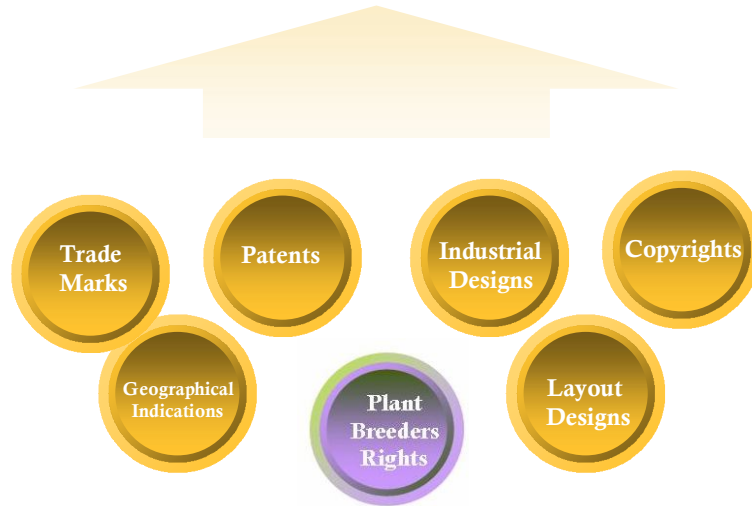 Trade
Marks
Patents
Industrial
Designs
Copyrights
Geographical
Indications
Plant
Breeders
Rights
Layout
Designs